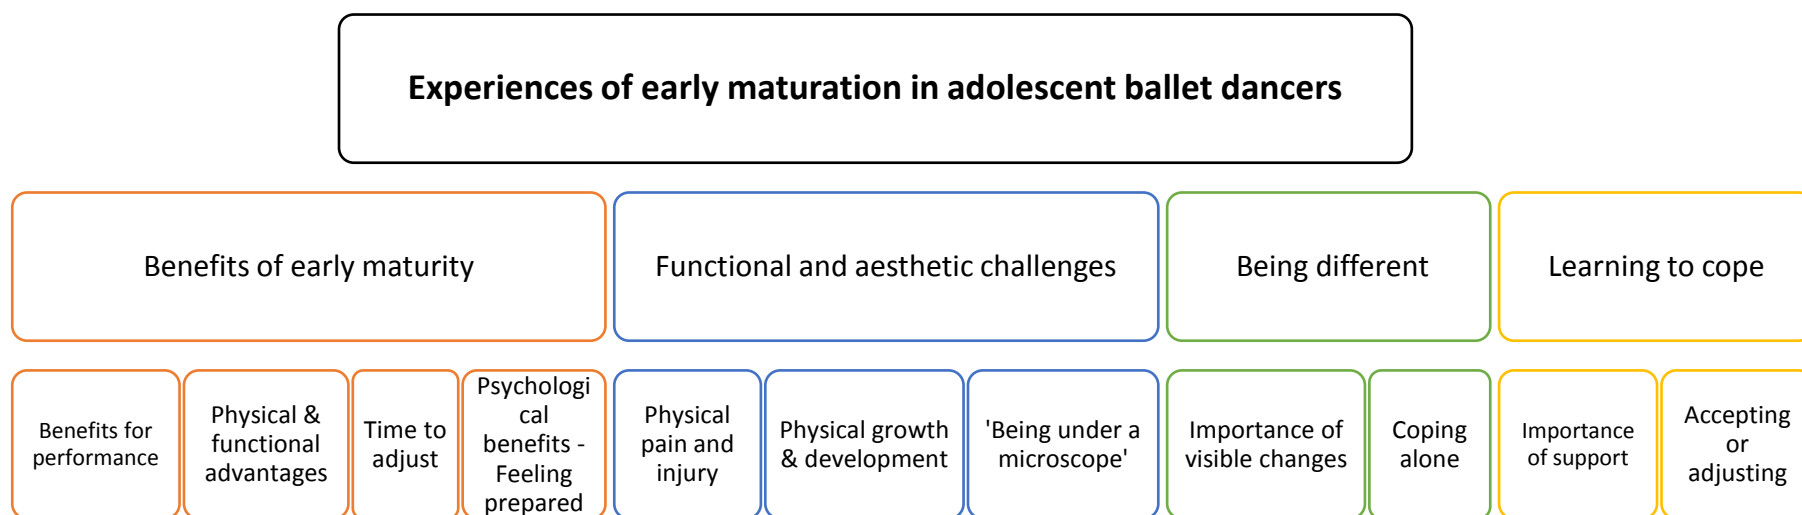 Experiences of early maturation in adolescent ballet dancers
Benefits of early maturity
Functional and aesthetic challenges
Being different
Learning to cope
Benefits for
performance
Physical &
functional
advantages
Time to
adjust
Psychologi
cal
benefits -
Feeling
prepared
Physical
pain and
injury
Physical growth
& development
'Being under a
microscope'
Importance of
visible changes
Coping
alone
Importance
of support
Accepting
or
adjusting